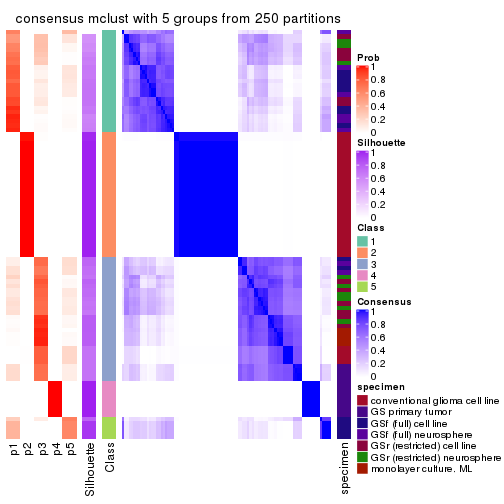 consensus mclust with 5 groups from 250 partitions
Prob
1
0.8
0.6
0.4
0.2
0
Silhouette
1
0.8
0.6
0.4
0.2
0
Class
1
2
3
4
5
Consensus
1
0.8
0.6
0.4
0.2
0
specimen
conventional glioma cell line
GS primary tumor
GSf (full) cell line
GSf (full) neurosphere
GSr (restricted) cell line
GSr (restricted) neurosphere
monolayer culture. ML
p1
p2
p3
p4
p5
Silhouette
Class
specimen